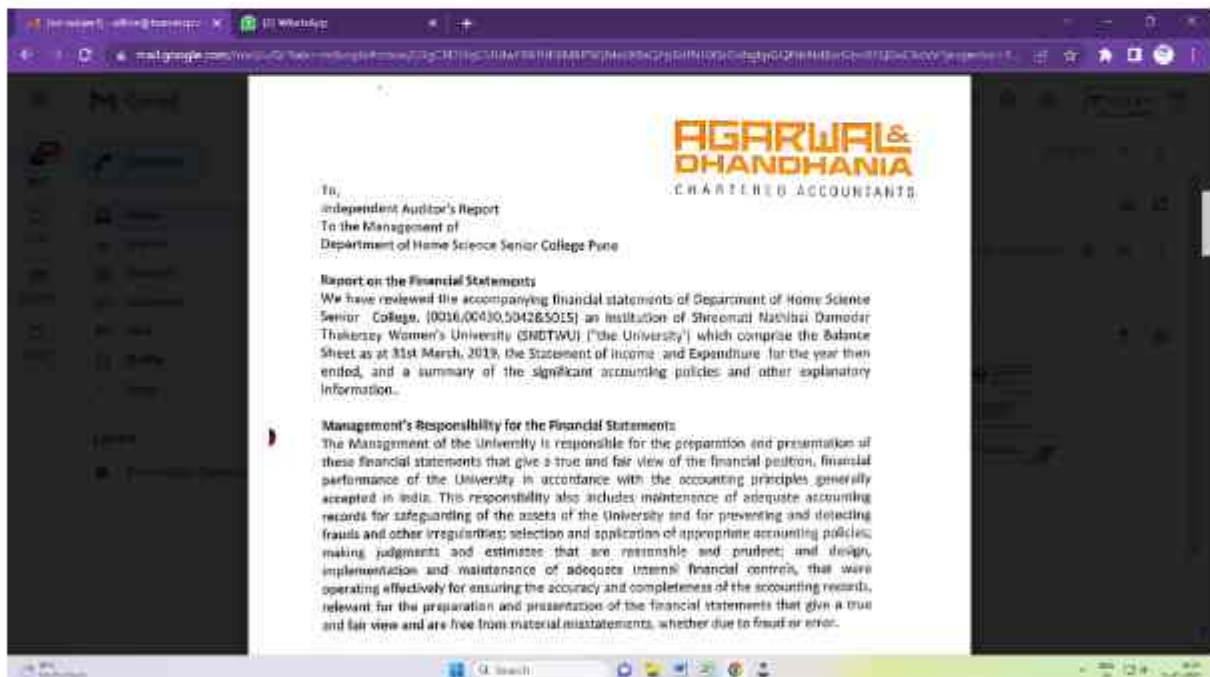 (2) WhatsApp
AGARWAL &
DHANDHANIA
CHARTERED ACCOUNTANTS
To,
Independent Auditor's Report
To the Management of
Department of Home Science Senior College Pune
Report on the Financial Statements
We have reviewed the accompanying financial statements of Department of Home Science
Senior College, (0016,00430,5042&5015) an institution of Shreemati Nathibai Damodar
Thakersey Women's University (SNDTWU) ("the University") which comprise the Balance
Sheet as at 31st March, 2019, the Statement of Income and Expenditure for the year then
ended, and a summary of the significant accounting policies and other explanatory
information.
Management's Responsibility for the Financial Statements
The Management of the University is responsible for the preparation and presentation of
these financial statements that give a true and fair view of the financial position, financial
performance of the University in accordance with the accounting principles generally
accepted in India. This responsibility also includes maintenance of adequate accounting
records for safeguarding of the assets of the University and for preventing and detecting
frauds and other irregularities; selection and application of appropriate accounting policies;
making judgments and estimates that are reasonable and prudent; and design,
implementation and maintenance of adequate internal financial controls, that were
operating effectively for ensuring the accuracy and completeness of the accounting records,
relevant for the preparation and presentation of the financial statements that give a true
and fair view and are free from material misstatements, whether due to fraud or error.
Search